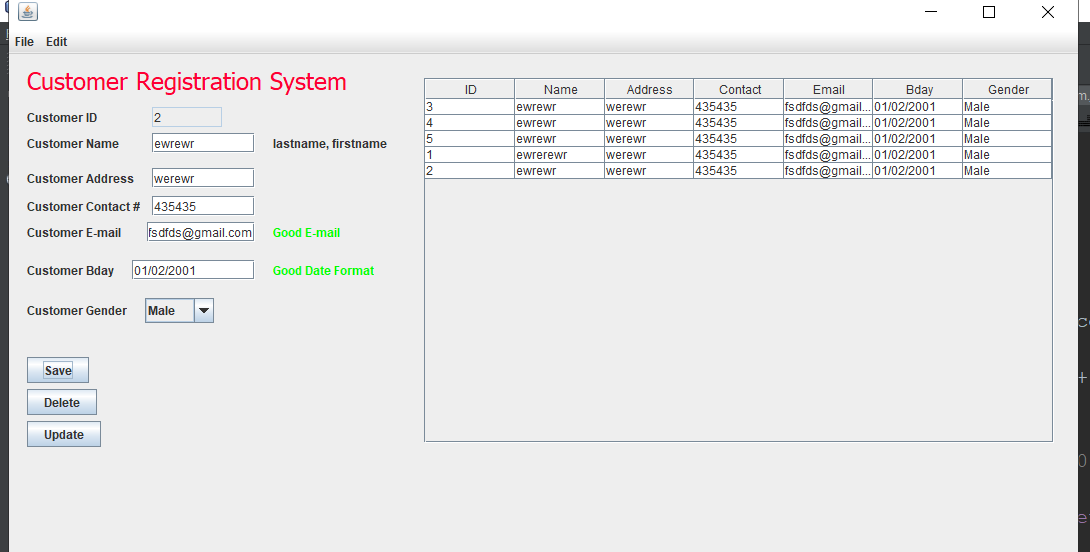 File Edit
Customer Registration System
Customer ID 2
Customer Name ewrewr lastname, firstname
Customer Address werewr
Customer Contact # 435435
Customer E-mail fsdfds@gmail.com Good E-mail
Customer Bday 01/02/2001 Good Date Format
Customer Gender Male
Save
Delete
Update
ID Name Address Contact Email Bday Gender
3 ewrewr werewr 435435 fsdfds@gmail... 01/02/2001 Male
4 ewrewr werewr 435435 fsdfds@gmail... 01/02/2001 Male
5 ewrewr werewr 435435 fsdfds@gmail... 01/02/2001 Male
1 ewrerewr werewr 435435 fsdfds@gmail... 01/02/2001 Male
2 ewrewr werewr 435435 fsdfds@gmail... 01/02/2001 Male